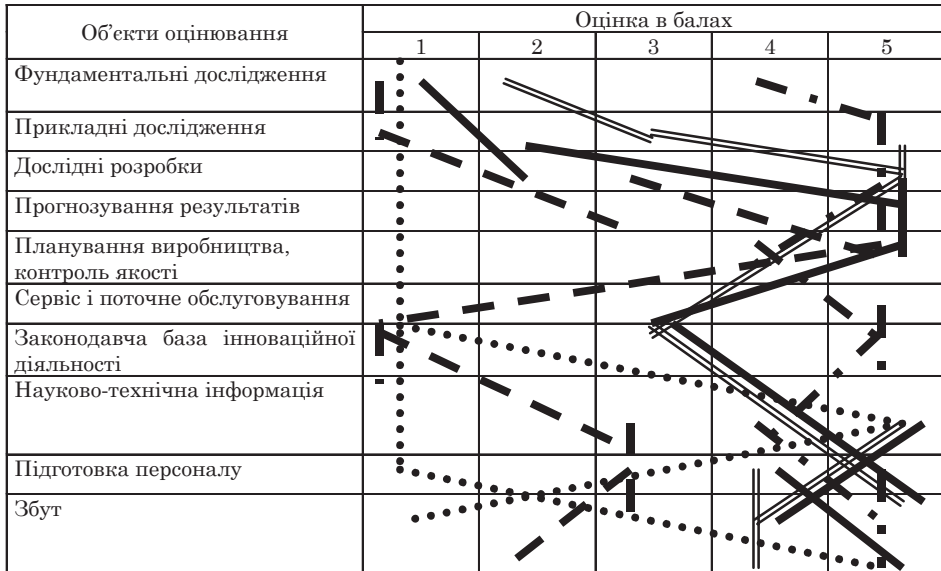 Об'єкти оцінювання
Оцінка в балах
1 2 3 4 5
Фундаментальні дослідження
Прикладні дослідження
Дослідні розробки
Прогнозування результатів
Планування виробництва,
контроль якості
Сервіс і поточне обслуговування
Законодавча база інноваційної
діяльності
Науково-технічна інформація
Підготовка персоналу
Збут